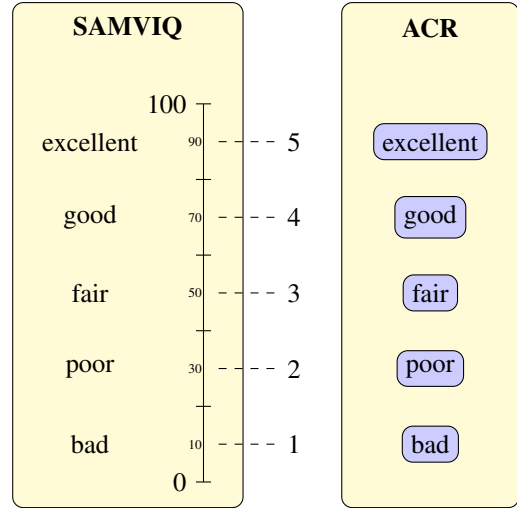 SAMVIQ ACR
100
excellent 90 5 excellent
good 70 4 good
fair 50 3 fair
poor 30 2 poor
bad 10 1 bad
0